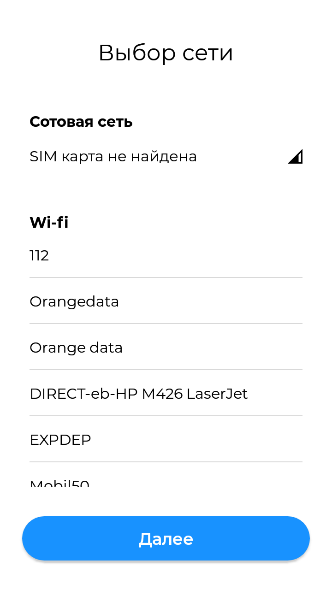 Выбор сети
Сотовая сеть
SIM карта не найдена
Wi-fi
112
Orangedata
Orange data
DIRECT-eb-HP M426 LaserJet
EXPDEP
Mobil50
Далее